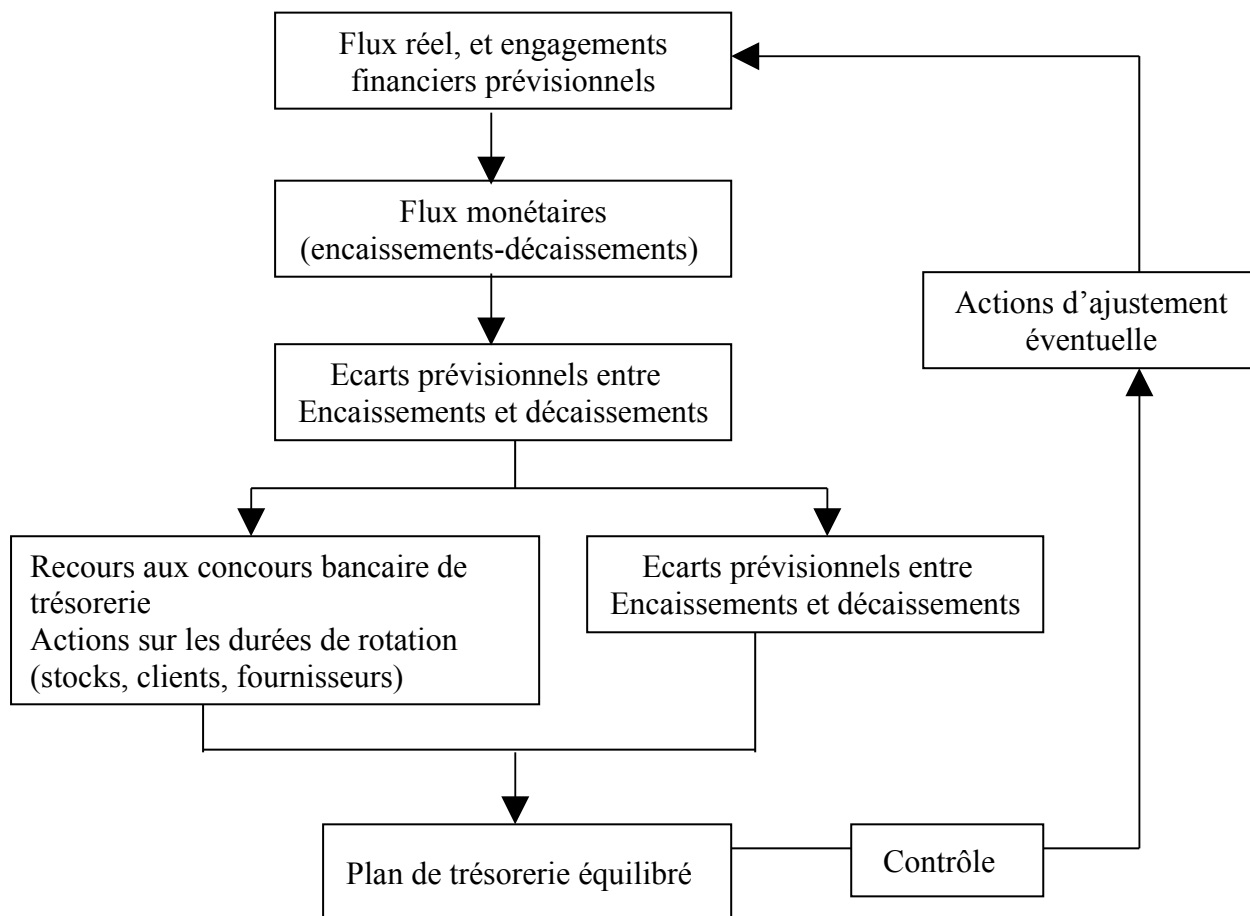 Flux réel, et engagements
financiers prévisionnels
Flux monétaires
(encaissements-décaissements)
Actions d’ajustement
éventuelle
Ecarts prévisionnels entre
Encaissements et décaissements
Recours aux concours bancaire de
trésorerie
Actions sur les durées de rotation
(stocks, clients, fournisseurs)
Ecarts prévisionnels entre
Encaissements et décaissements
Plan de trésorerie équilibré
Contrôle